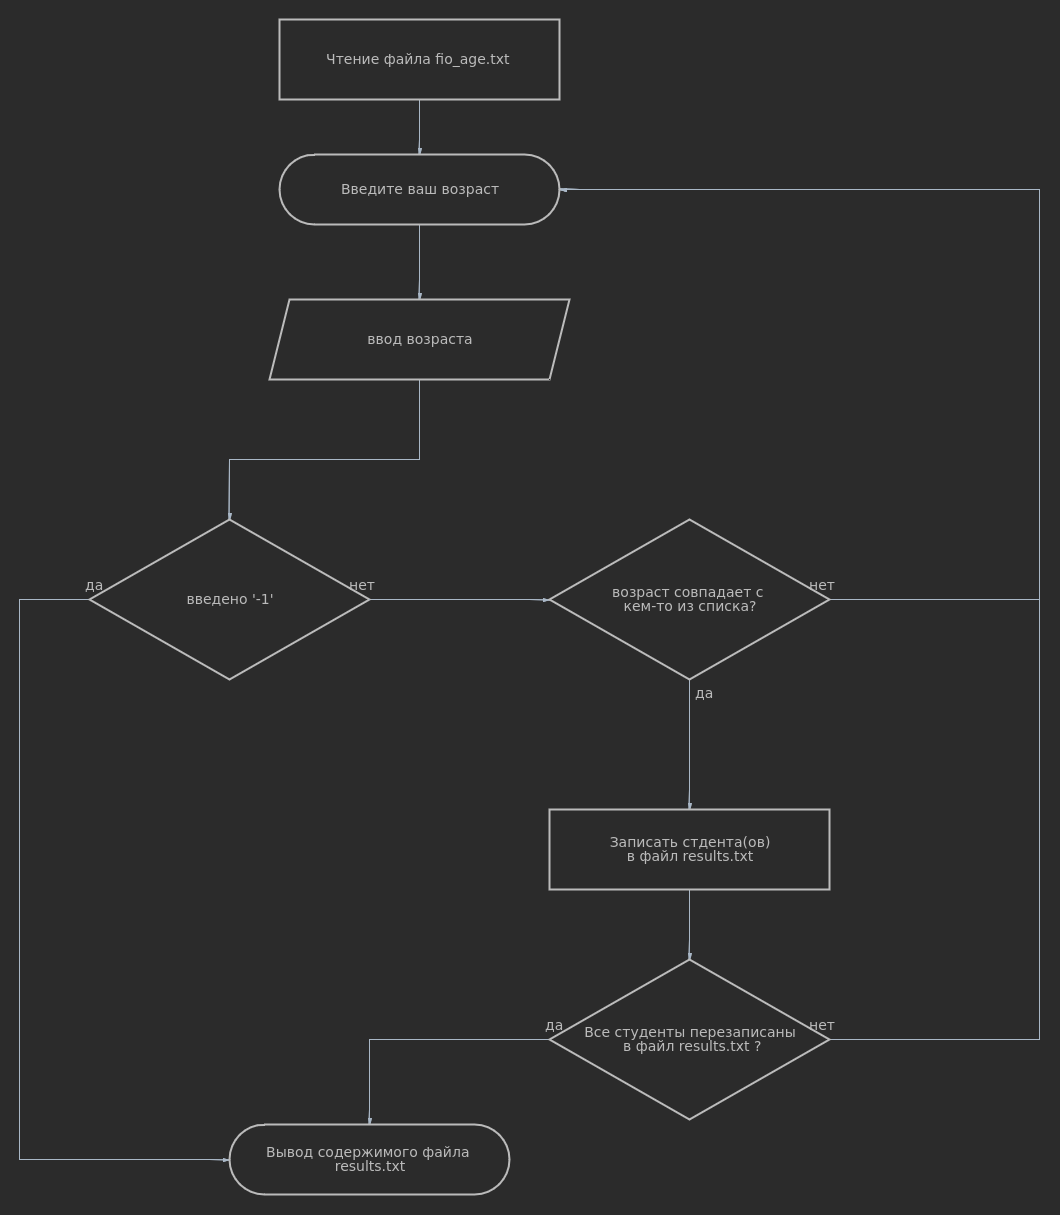 Чтение файла fio_age.txt
Введите ваш возраст
ввод возраста
да
введено '-1'
нет
возраст совпадает с
кем-то из списка?
нет
да
Записать стдента(ов)
в файл results.txt
да
Все студенты перезаписаны
в файл results.txt ?
нет
Вывод содержимого файла
results.txt